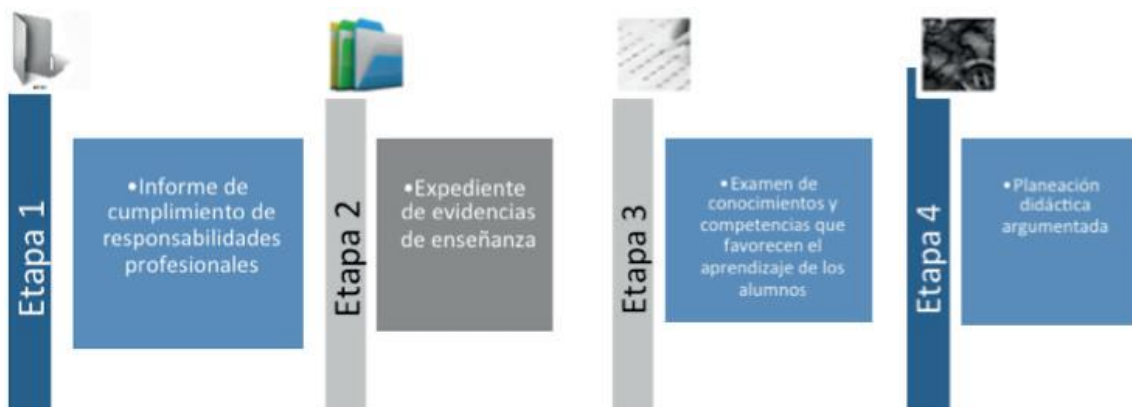 Etapa 1
•Informe de
cumplimiento de
responsabilidades
profesionales
Etapa 2
•Expediente
de evidencias
de enseñanza
Etapa 3
•Examen de
conocimientos y
competencias que
favorecen el
aprendizaje de los
alumnos
Etapa 4
•Planeación
didáctica
argumentada